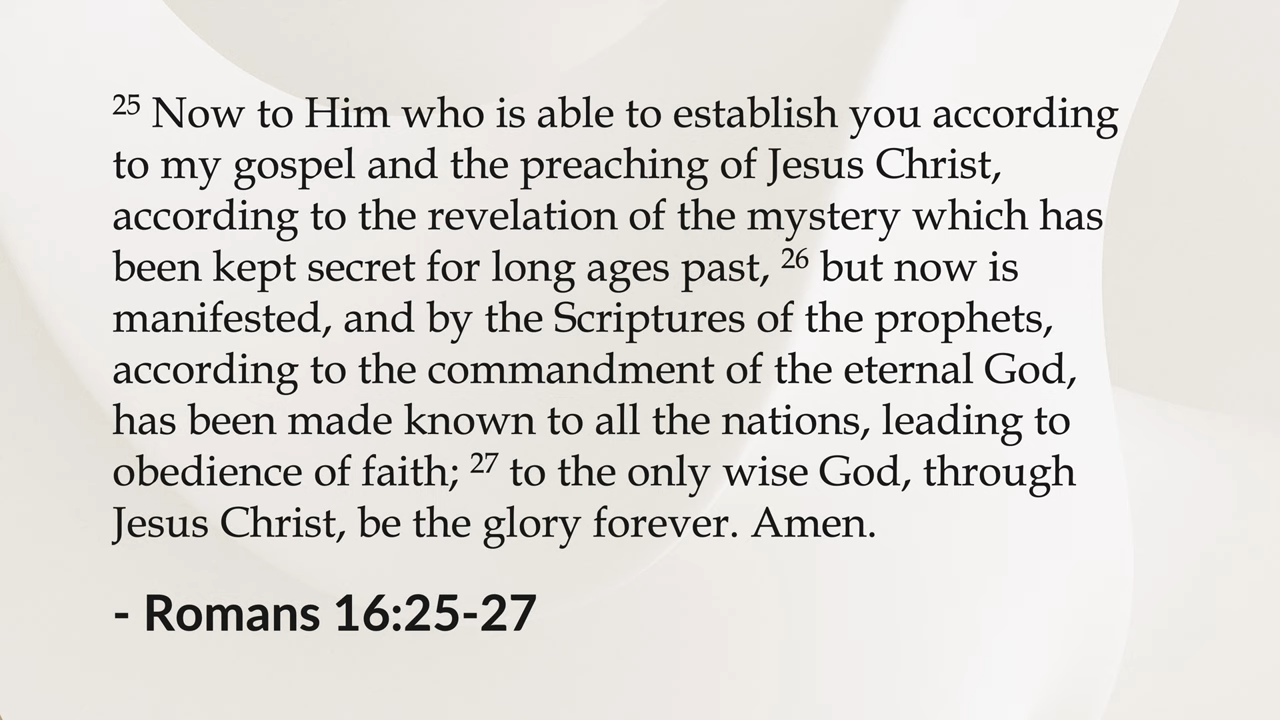 25 Now to Him who is able to establish you according
to my gospel and the preaching of Jesus Christ,
according to the revelation of the mystery which has
been kept secret for long ages past, 26 but now is
manifested, and by the Scriptures of the prophets,
according to the commandment of the eternal God,
has been made known to all the nations, leading to
obedience of faith; 27 to the only wise God, through
Jesus Christ, be the glory forever. Amen.
- Romans 16:25-27